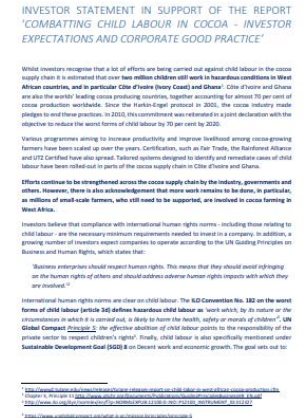 INVESTOR STATEMENT IN SUPPORT OF THE REPORT
'COMBATTING CHILD LABOUR IN COCOA - INVESTOR
EXPECTATIONS AND CORPORATE GOOD PRACTICE'
Whilst investors recognise that a lot of efforts are being carried out against child labour in the cocoa
supply chain it is estimated that over two million children still work in hazardous conditions in West
African countries, and in particular Côte d'Ivoire (Ivory Coast) and Ghana¹. Côte d'Ivoire and Ghana
are also the worlds' leading cocoa producing countries, together accounting for almost 70 per cent of
cocoa production worldwide. Since the Harkin-Engel protocol in 2001, the cocoa industry made
pledges to end these practices. In 2010, this commitment was reiterated in a joint declaration with the
objective to reduce the worst forms of child labour by 70 per cent by 2020.
Various programmes aiming to increase productivity and improve livelihood among cocoa-growing
farmers have been scaled up over the years. Certification, such as Fair Trade, the Rainforest Alliance
and UTZ Certified have also spread. Tailored systems designed to identify and remediate cases of child
labour have been rolled-out in parts of the cocoa supply chain in Côte d'Ivoire and Ghana.
Efforts continue to be strengthened across the cocoa supply chain by the industry, governments and
others. However, there is common acknowledgement that more work remains to be done, in particular,
as millions of small-scale farmers, who still need to be supported, are involved in cocoa farming in
West Africa.
Investors believe that compliance with international human rights norms - including those relating to
child labour - are the necessary minimum requirements needed to invest in a company. In addition, a
growing number of investors expect companies to operate according to the UN Guiding Principles on
Business and Human Rights, which states that:
'Business enterprises should respect human rights. This means that they should avoid infringing
on the human rights of others and should address adverse human rights impacts with which they
are involved.'²
International human rights norms are clear on child labour. The ILO Convention No. 182 on the worst
forms of child labour (article 3d) defines hazardous child labour as 'work which, by its nature or the
circumstances in which it is carried out, is likely to harm the health, safety or morals of children'³. UN
Global Compact Principle 5: the effective abolition of child labour points to the responsibility of the
private sector to respect children's rights⁴. Finally, child labour is also specifically mentioned under
Sustainable Development Goal (SGD) 8 on Decent work and economic growth. The goal sets out to: